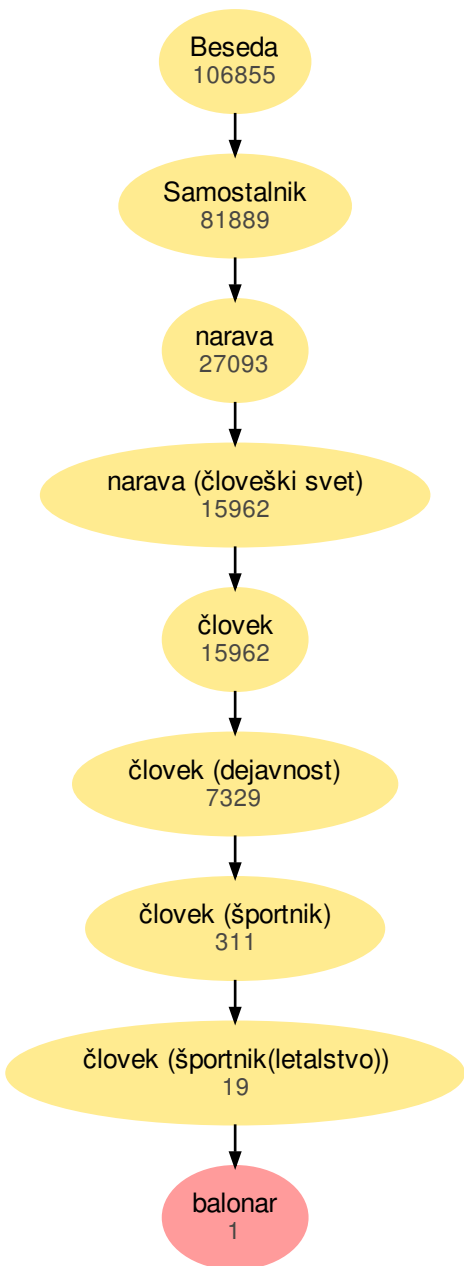 Beseda
106855
Samostalnik
81889
narava
27093
narava (človeški svet)
15962
človek
15962
človek (dejavnost)
7329
človek (športnik)
311
človek (športnik(letalstvo))
19
balonar
1